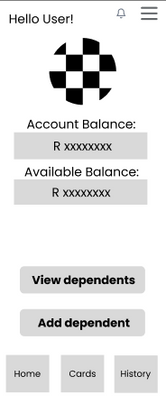 Hello User!
Account Balance:
R xxxxxxxx
Available Balance:
R xxxxxxxx
View dependents
Add dependent
Home
Cards
History